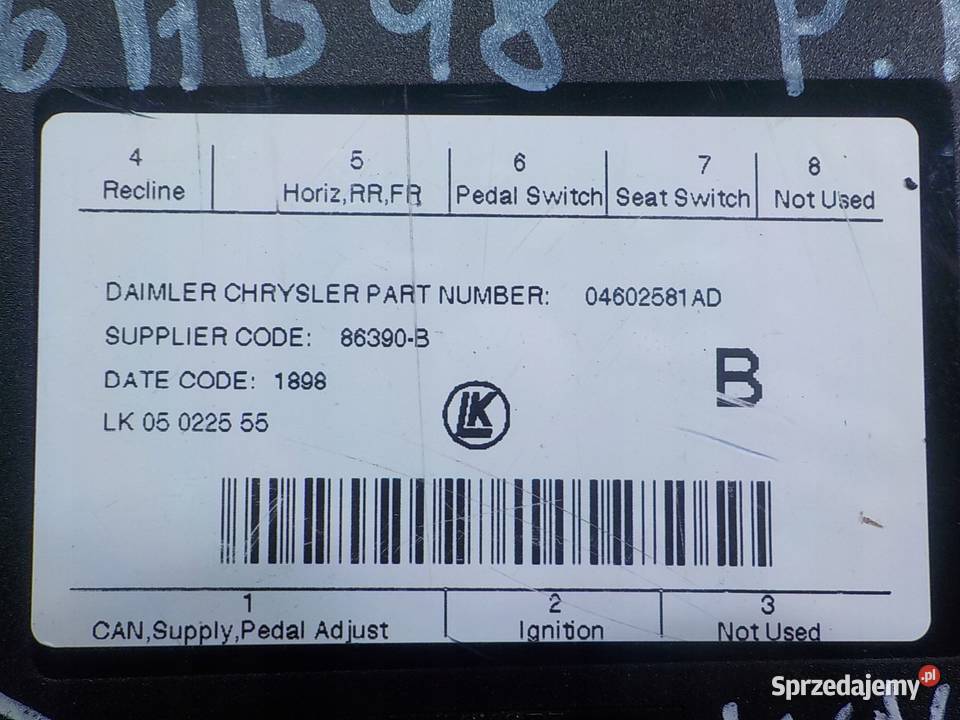 611B98 P.
4 5 6 7 8
Recline Horiz,RR,FR Pedal Switch Seat Switch Not Used
DAIMLER CHRYSLER PART NUMBER: 04602581AD
SUPPLIER CODE: 86390-B
B
DATE CODE: 1898
LK 05 0225 55
LK
1 2 3
CAN,Supply,Pedal Adjust Ignition Not Used
Sprzedajemy.pl